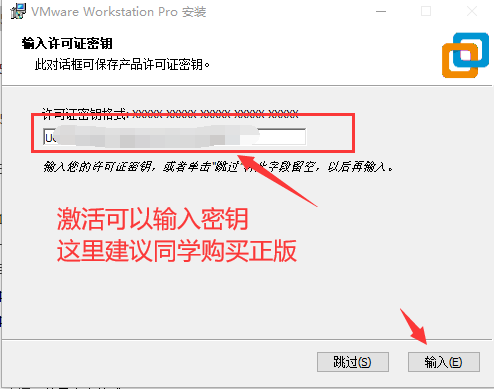 VMware Workstation Pro 安装
输入许可证密钥
此对话框可保存产品许可证密钥。
许可证密钥格式: XXXXX-XXXXX-XXXXX-XXXXX-XXXXX
输入您的许可证密钥，或者单击"跳过"将此字段留空，以后再输入。
激活可以输入密钥
这里建议同学购买正版
跳过(S)
输入(E)